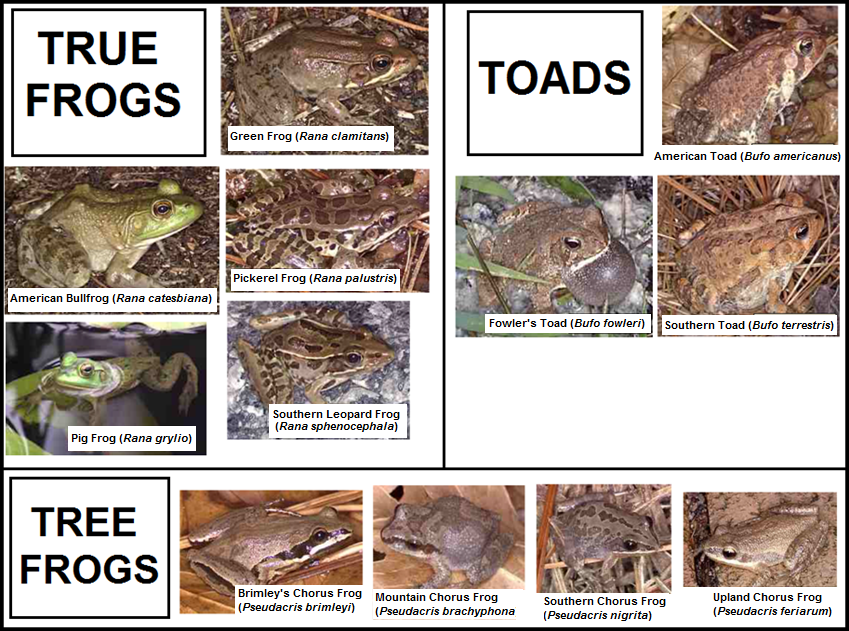 TRUE
FROGS
Green Frog (Rana clamitans)
American Bullfrog (Rana catesbiana)
Pickerel Frog (Rana palustris)
Pig Frog (Rana grylio)
Southern Leopard Frog
(Rana sphenocephala)
TOADS
American Toad (Bufo americanus)
Fowler's Toad (Bufo fowleri)
Southern Toad (Bufo terrestris)
TREE
FROGS
Brimley's Chorus Frog
(Pseudacris brimleyi)
Mountain Chorus Frog
(Pseudacris brachyphona
Southern Chorus Frog
(Pseudacris nigrita)
Upland Chorus Frog
(Pseudacris feriarum)